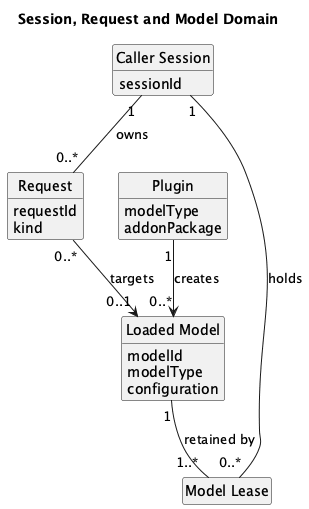 Session, Request and Model Domain
Caller Session
sessionId
1
1
owns
0..*
Request
requestId
kind
Plugin
modelType
addonPackage
0..*
1
targets
creates
holds
0..1
0..*
Loaded Model
modelId
modelType
configuration
1
retained by
1..*
0..*
Model Lease